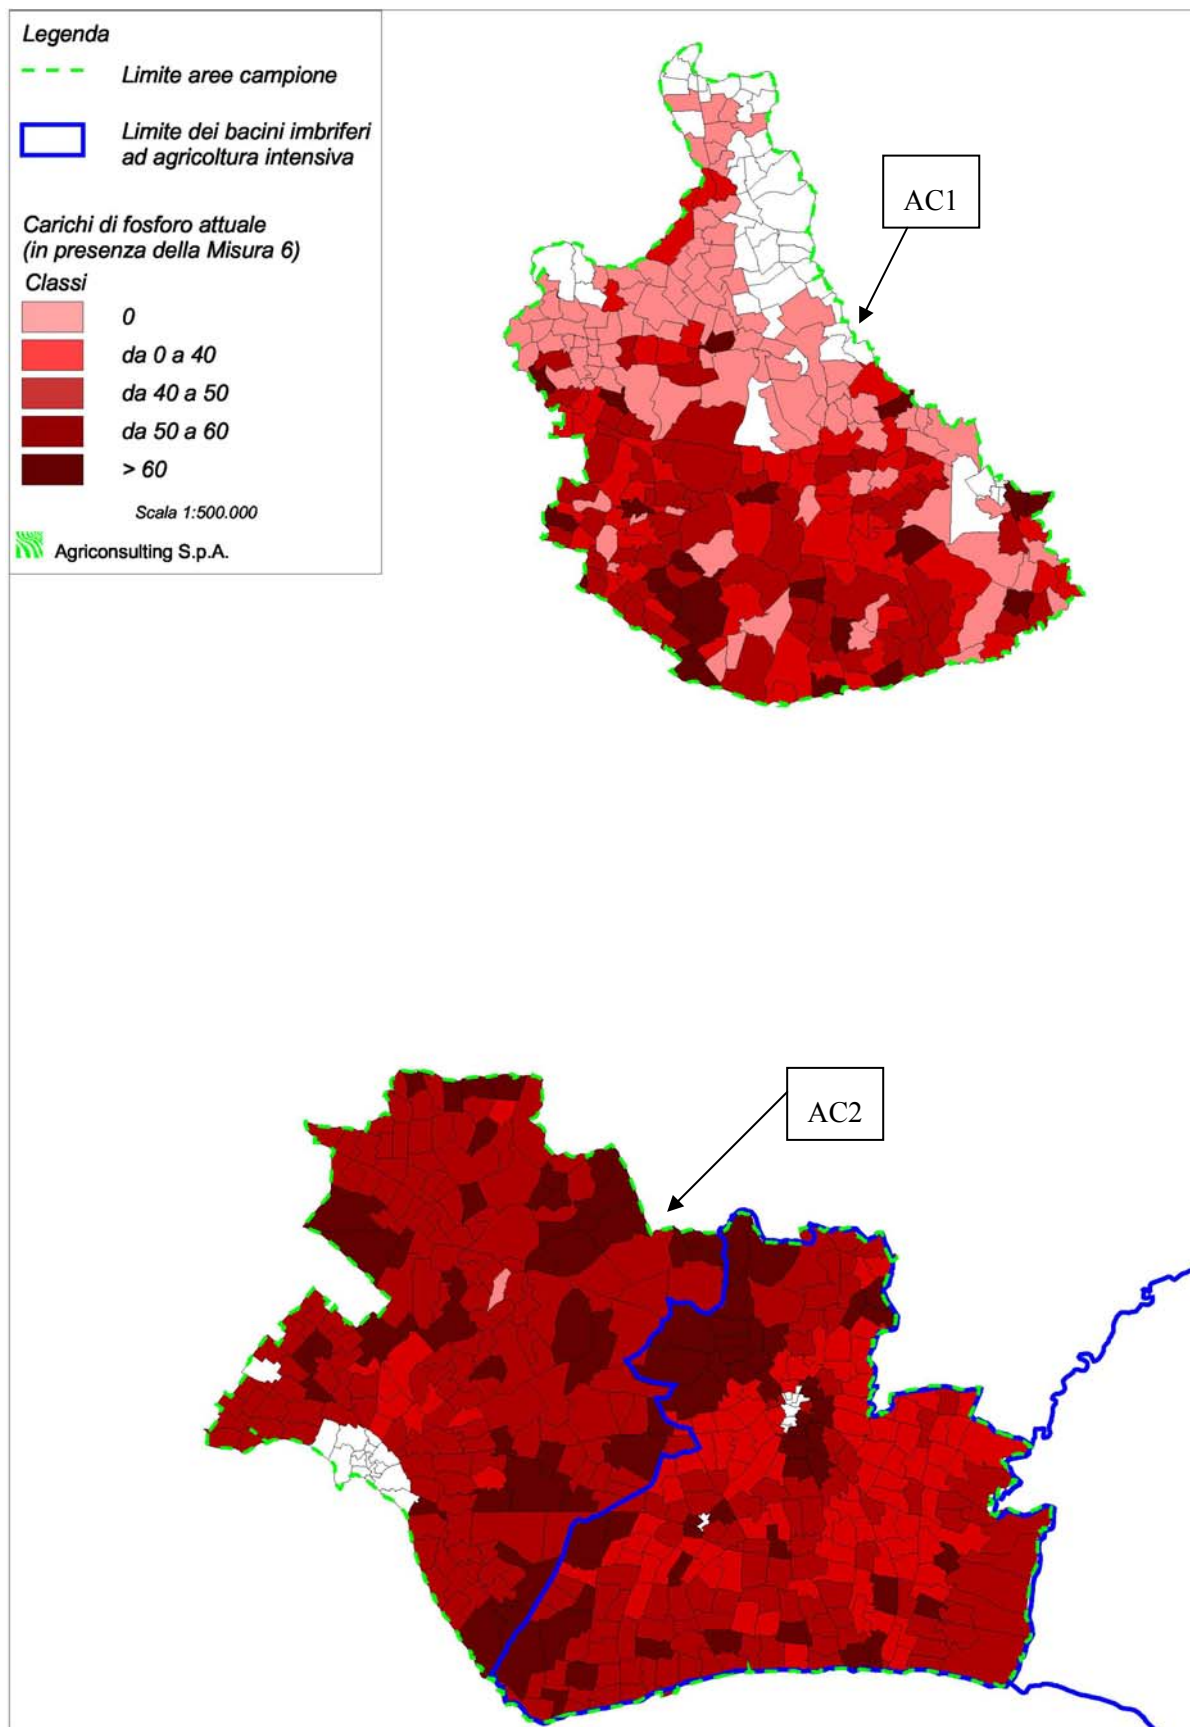 Legenda
Limite aree campione
Limite dei bacini imbriferi
ad agricoltura intensiva
Carichi di fosforo attuale
(in presenza della Misura 6)
Classi
0
da 0 a 40
da 40 a 50
da 50 a 60
> 60
Scala 1:500.000
Agriconsulting S.p.A.
AC1
AC2